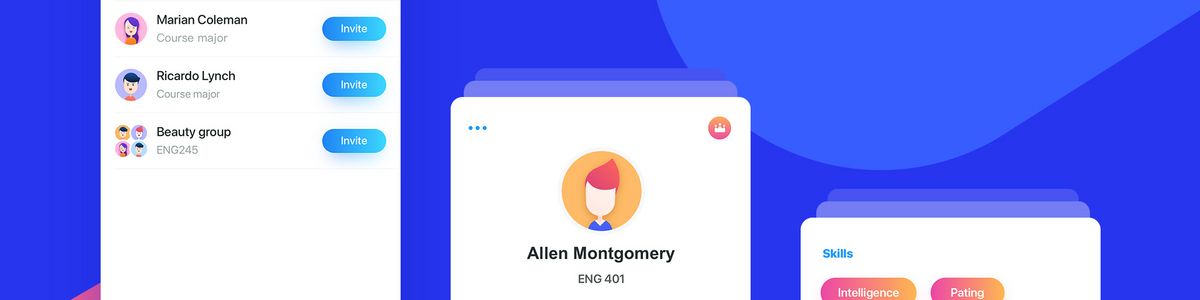 Marian Coleman
Course major
Invite
Ricardo Lynch
Course major
Invite
Beauty group
ENG245
Invite
Allen Montgomery
ENG 401
Skills
Intelligence
Pating